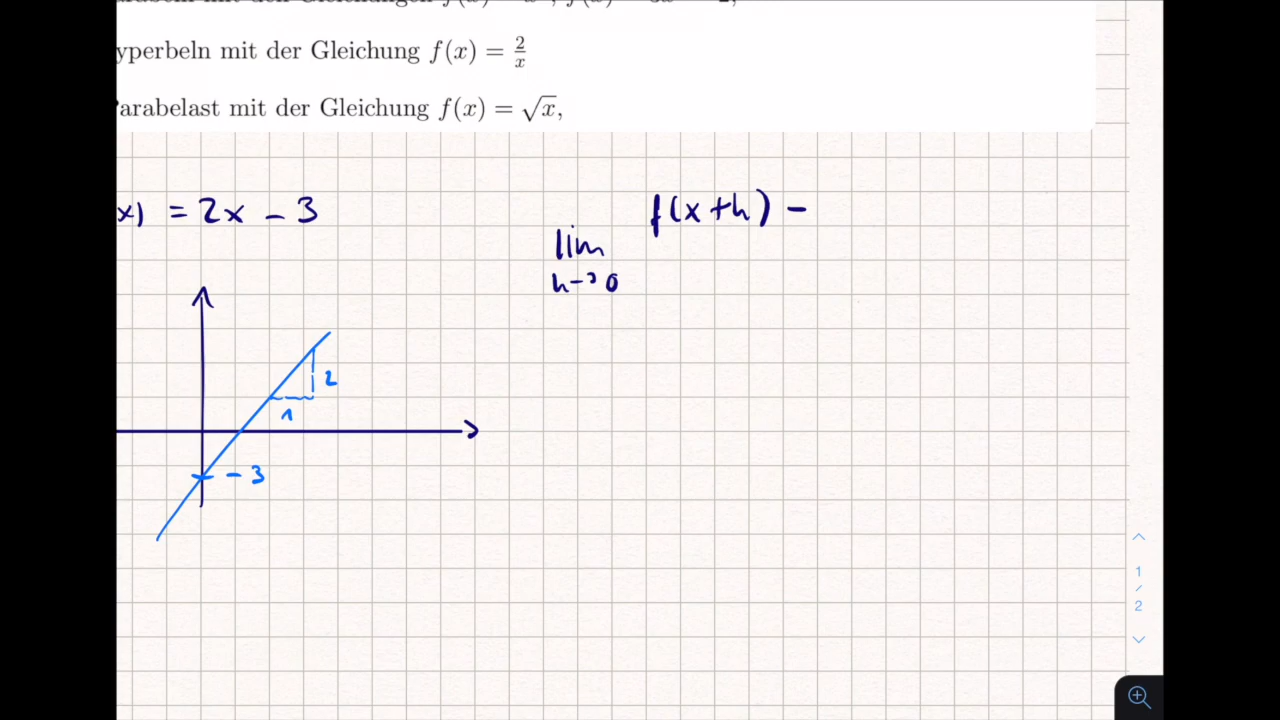 yperbeln mit der Gleichung f(x) = 2/x
arabelast mit der Gleichung f(x) = √x,
x) = 2x - 3
f(x+h) -
lim
h→0
2
1
-3
1
/
2